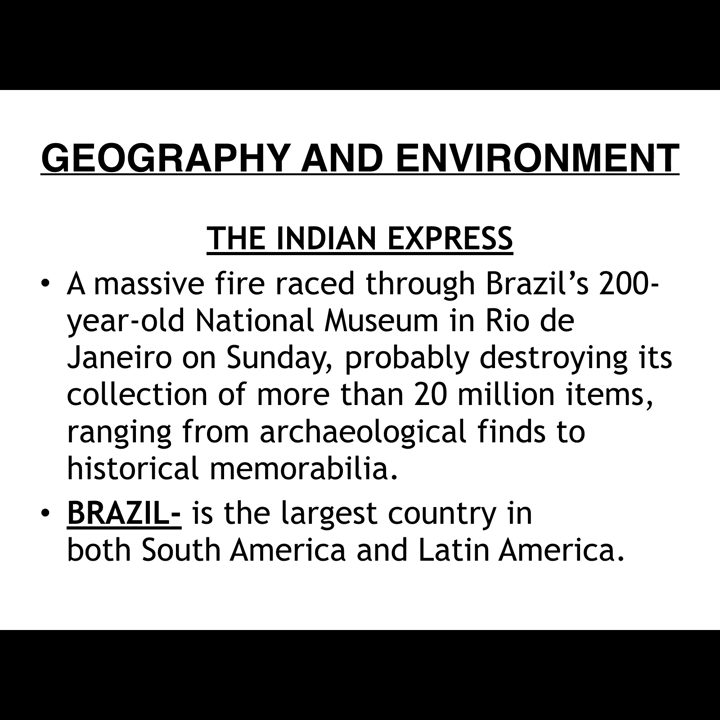 GEOGRAPHY AND ENVIRONMENT
THE INDIAN EXPRESS
• A massive fire raced through Brazil’s 200-
year-old National Museum in Rio de
Janeiro on Sunday, probably destroying its
collection of more than 20 million items,
ranging from archaeological finds to
historical memorabilia.
• BRAZIL- is the largest country in
both South America and Latin America.